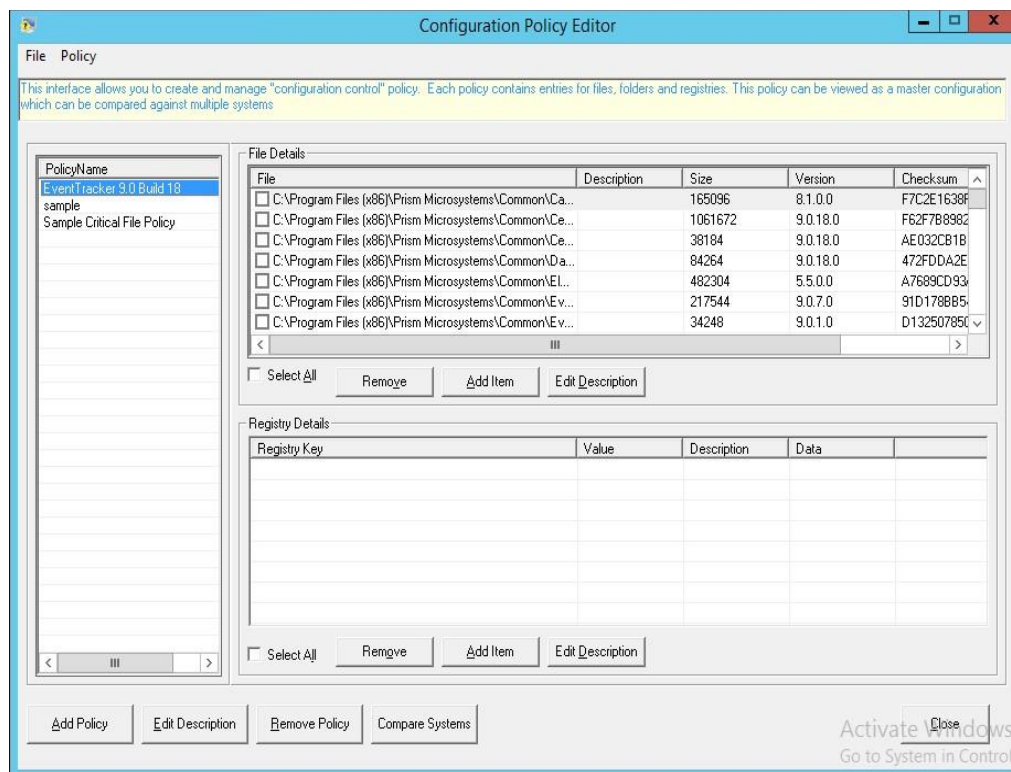 Configuration Policy Editor
File Policy
This interface allows you to create and manage "configuration control" policy. Each policy contains entries for files, folders and registries. This policy can be viewed as a master configuration
which can be compared against multiple systems
PolicyName
EventTracker 9.0 Build 18
sample
Sample Critical File Policy
File Details
File Description Size Version Checksum
C:\Program Files (x86)\Prism Microsystems\Common\Ca... 165096 8.1.0.0 F7C2E1638F
C:\Program Files (x86)\Prism Microsystems\Common\Ce... 1061672 9.0.18.0 F62F7B8982
C:\Program Files (x86)\Prism Microsystems\Common\Ce... 38184 9.0.18.0 AE032CB1B
C:\Program Files (x86)\Prism Microsystems\Common\Da... 84264 9.0.18.0 472FDDA2E
C:\Program Files (x86)\Prism Microsystems\Common\El... 482304 5.5.0.0 A7689CD93
C:\Program Files (x86)\Prism Microsystems\Common\Ev... 217544 9.0.7.0 91D178BB5
C:\Program Files (x86)\Prism Microsystems\Common\Ev... 34248 9.0.1.0 D13250785
Select All Remove Add Item Edit Description
Registry Details
Registry Key Value Description Data
Select All Remove Add Item Edit Description
Add Policy Edit Description Remove Policy Compare Systems Close
Activate Windows
Go to System in Control